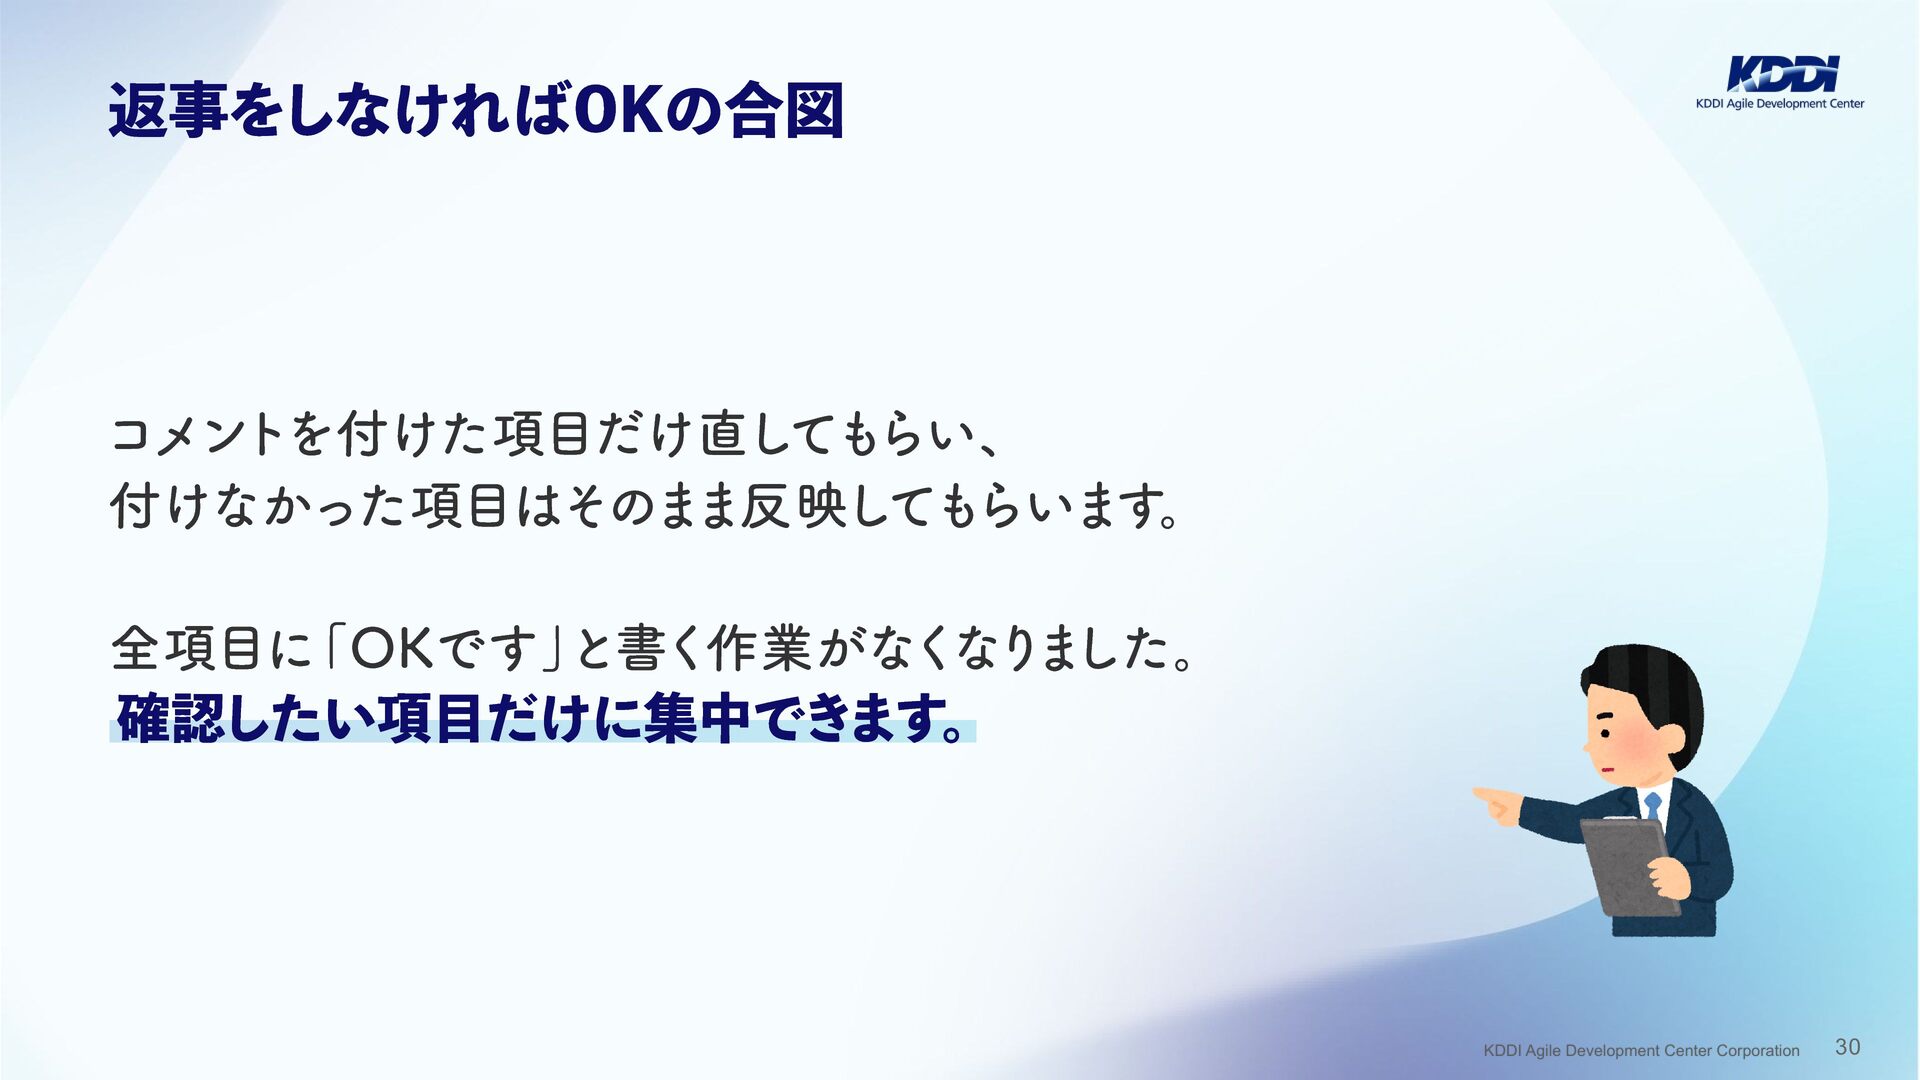 返事をしなければOKの合図
KDDI
KDDI Agile Development Center
コメントを付けた項目だけ直してもらい、
付けなかった項目はそのまま反映してもらいます。
全項目に「OKです」と書く作業がなくなりました。
確認したい項目だけに集中できます。
KDDI Agile Development Center Corporation
30